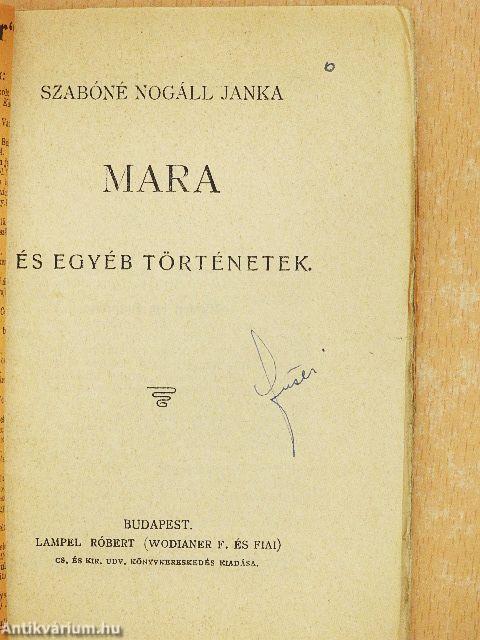 SZABÓNÉ NOGÁLL JANKA
MARA
ÉS EGYÉB TÖRTÉNETEK.
BUDAPEST.
LAMPEL RÓBERT (WODIANER F. ÉS FIAI)
CS. ÉS KIR. UDV. KÖNYVKERESKEDÉS KIADÁSA.
Antikvárium.hu